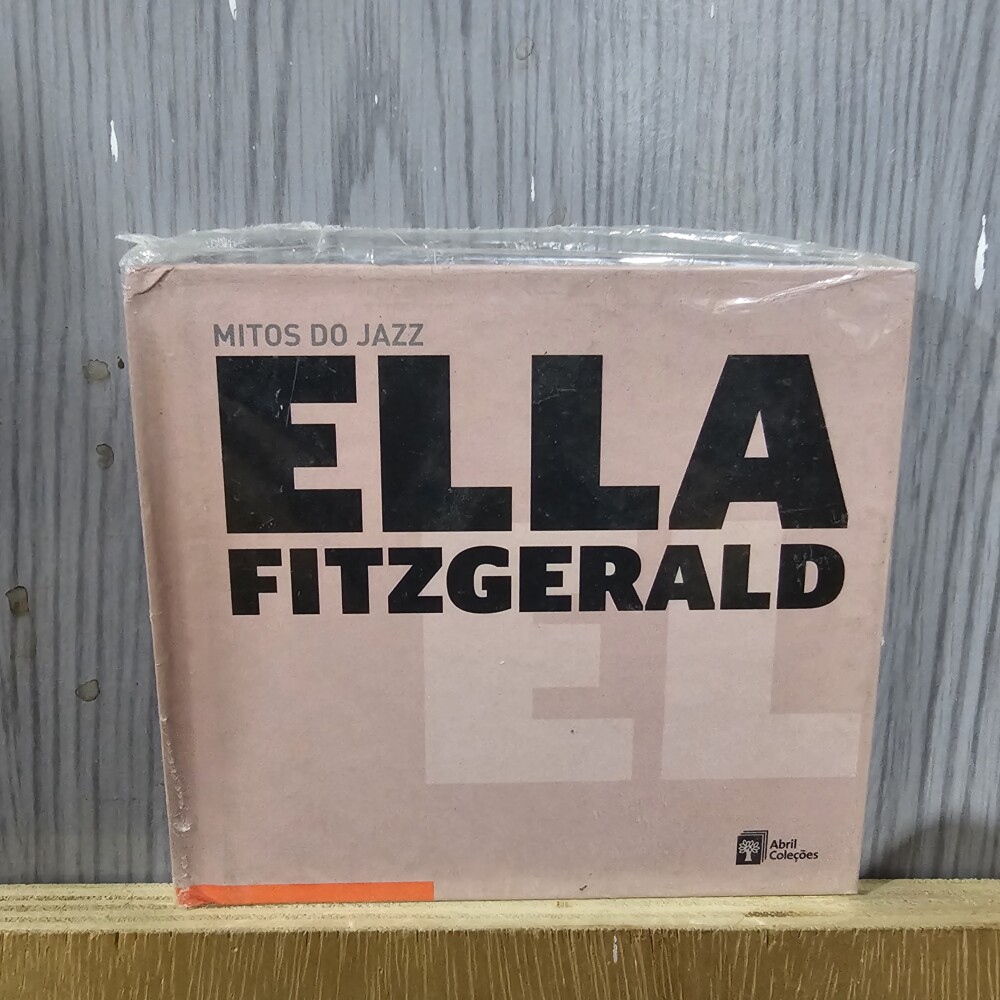 MITOS DO JAZZ
ELLA
FITZGERALD
EL
Abril
Coleções